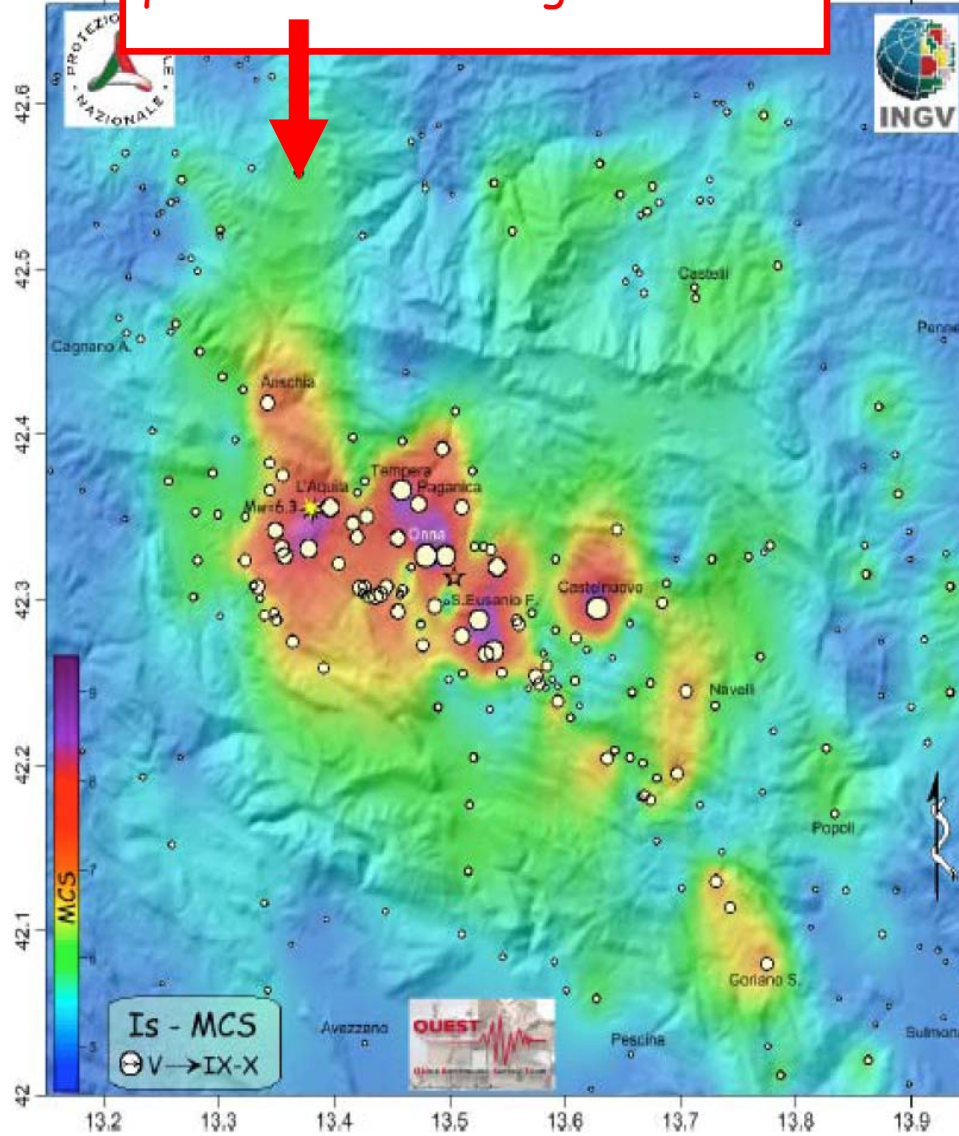 PROTEZIONE
NAZIONALE
INGV
42.6
42.5
Castelli
Cagnano A.
Penne
Arischia
42.4
Tempera
L'Aquila
Paganica
Mw=6.3
Onna
42.3
Castelnuovo
S.Eusanio F.
Navelli
42.2
9
8
7
6
5
MCS
Popoli
42.1
Goriano S.
Is - MCS
V→IX-X
Avezzano
QUEST
Pescina
Sulmona
42
13.2 13.3 13.4 13.5 13.6 13.7 13.8 13.9